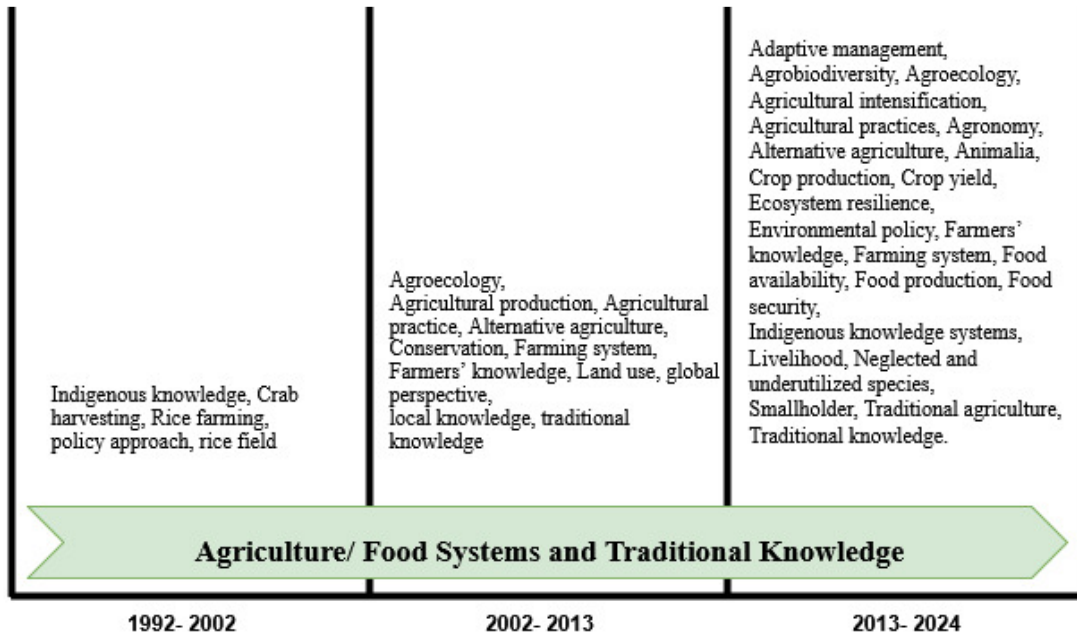 Indigenous knowledge, Crab
harvesting, Rice farming,
policy approach, rice field
Agroecology,
Agricultural production, Agricultural
practice, Alternative agriculture,
Conservation, Farming system,
Farmers’ knowledge, Land use, global
perspective,
local knowledge, traditional
knowledge
Adaptive management,
Agrobiodiversity, Agroecology,
Agricultural intensification,
Agricultural practices, Agronomy,
Alternative agriculture, Animalia,
Crop production, Crop yield,
Ecosystem resilience,
Environmental policy, Farmers’
knowledge, Farming system, Food
availability, Food production, Food
security,
Indigenous knowledge systems,
Livelihood, Neglected and
underutilized species,
Smallholder, Traditional agriculture,
Traditional knowledge.
Agriculture/ Food Systems and Traditional Knowledge
1992- 2002
2002- 2013
2013- 2024